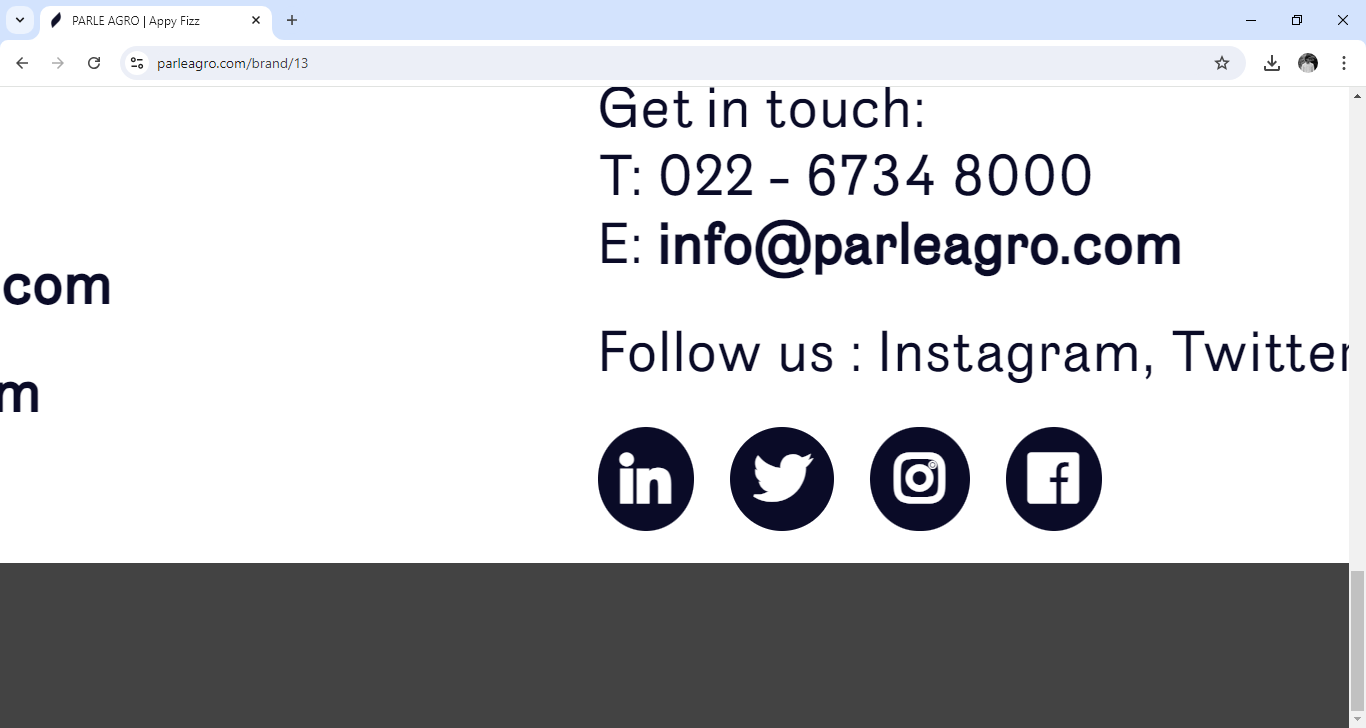 PARLE AGRO | Appy Fizz
parleagro.com/brand/13
Get in touch:
T: 022 - 6734 8000
E: info@parleagro.com
.com
m
Follow us : Instagram, Twitter
in